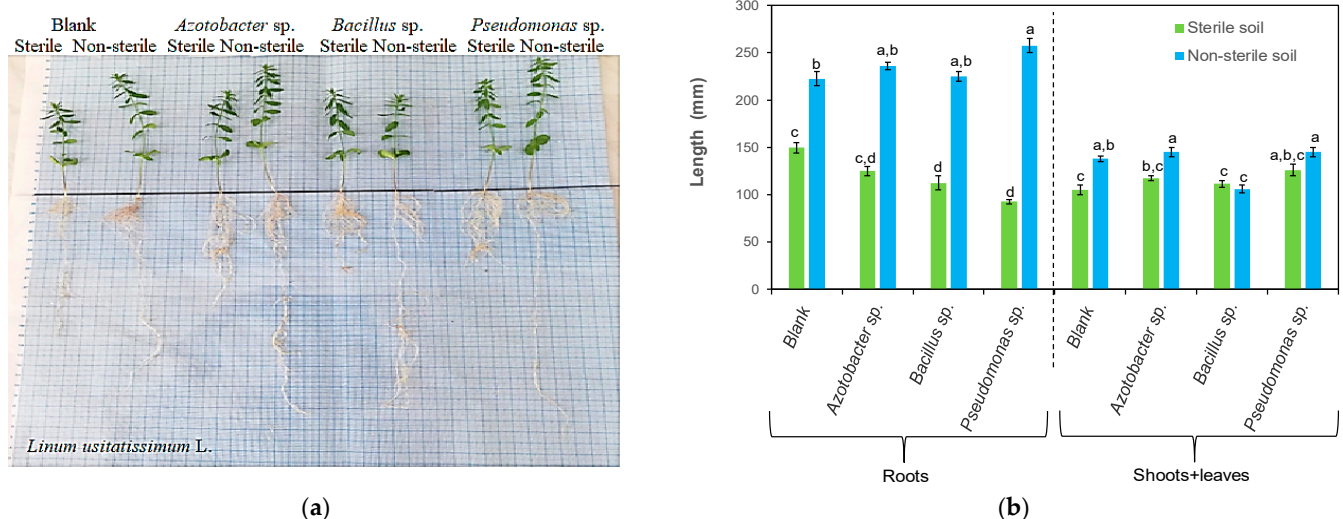 Blank Azotobacter sp. Bacillus sp. Pseudomonas sp.
Sterile Non-sterile Sterile Non-sterile Sterile Non-sterile Sterile Non-sterile
Linum usitatissimum L.
(a)
300
250
200
150
100
50
0
Length (mm)
Sterile soil
Non-sterile soil
c b c,d a,b d a,b d a c a,b b,c a c c a,b,c a
Blank
Azotobacter sp.
Bacillus sp.
Pseudomonas sp.
Blank
Azotobacter sp.
Bacillus sp.
Pseudomonas sp.
Roots
Shoots+leaves
(b)